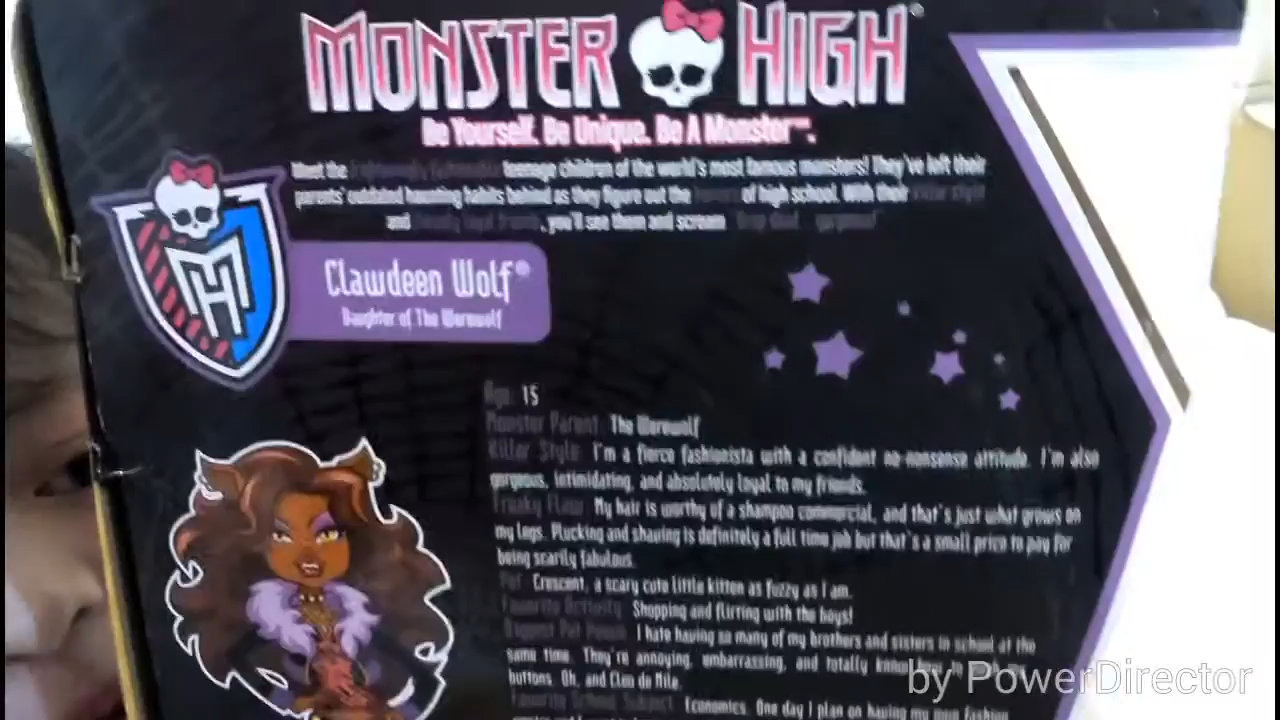 MONSTER HIGH
Be Yourself. Be Unique. Be A Monster™.
Meet the teenage children of the world's most famous monsters! They've left their
parents' outdated haunting habits behind as they figure out the of high school. With their killer style
and , you'll see them and scream
Clawdeen Wolf®
Daughter of The Werewolf
Age: 15
Monster Parent: The Werewolf
Killer Style: I'm a fierce fashionista with a confident no-nonsense attitude. I'm also
gorgeous, intimidating, and absolutely loyal to my friends.
Freaky Flaw: My hair is worthy of a shampoo commercial, and that's just what grows on
my legs. Plucking and shaving is definitely a full time job but that's a small price to pay for
being scarily fabulous.
Pet: Crescent, a scary cute little kitten as fuzzy as I am.
Favorite Activity: Shopping and flirting with the boys!
Biggest Pet Peeve: I hate having so many of my brothers and sisters in school at the
same time. They're annoying, embarrassing, and totally
buttons. Oh, and Cleo de Nile.
Favorite School Subject: Economics. One day I plan on having my own fashion
by PowerDirector